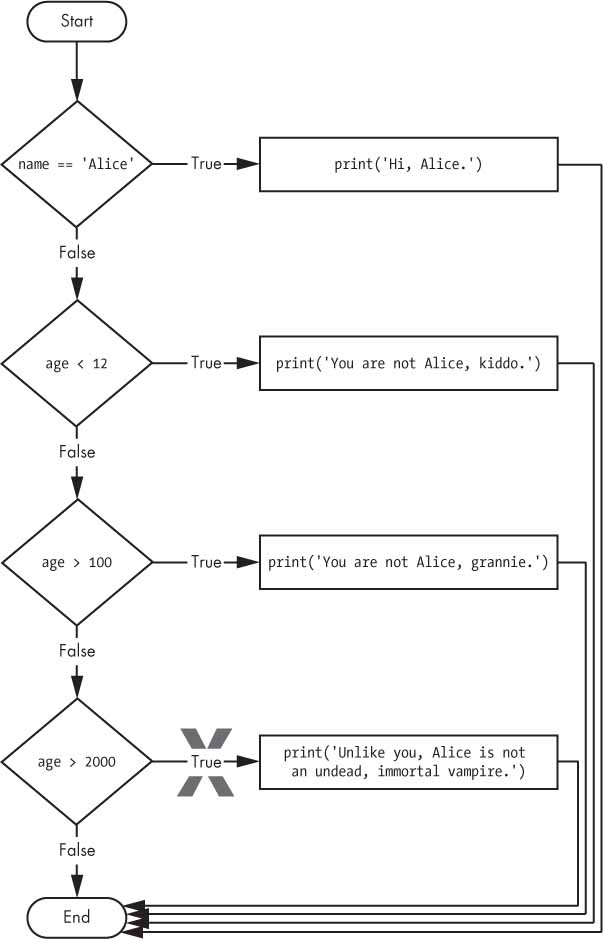 Start
name == 'Alice'
True
print('Hi, Alice.')
False
age < 12
True
print('You are not Alice, kiddo.')
False
age > 100
True
print('You are not Alice, grannie.')
False
age > 2000
True
print('Unlike you, Alice is not
an undead, immortal vampire.')
False
End